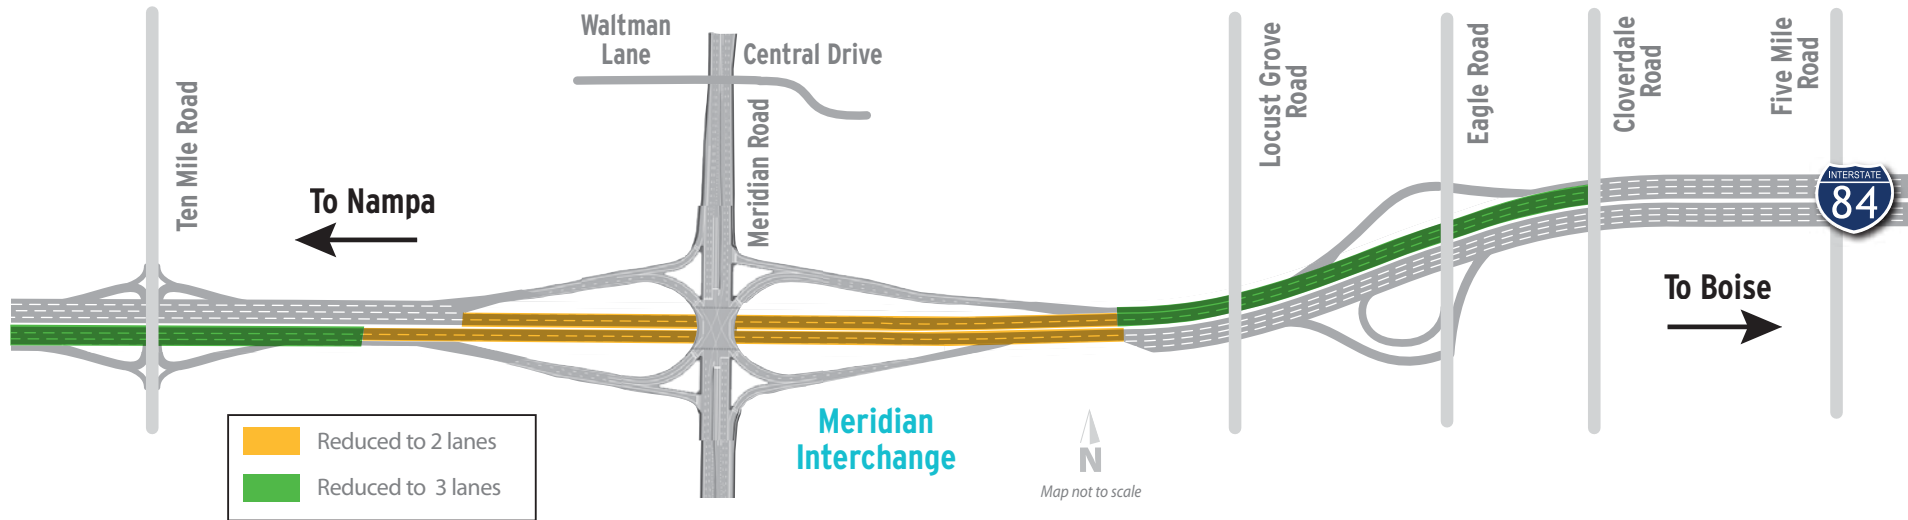 Waltman
Lane
Central Drive
Ten Mile Road
Meridian Road
Locust Grove
Road
Eagle Road
Cloverdale
Road
Five Mile
Road
INTERSTATE
84
To Nampa
To Boise
Meridian
Interchange
N
Map not to scale
Reduced to 2 lanes
Reduced to 3 lanes